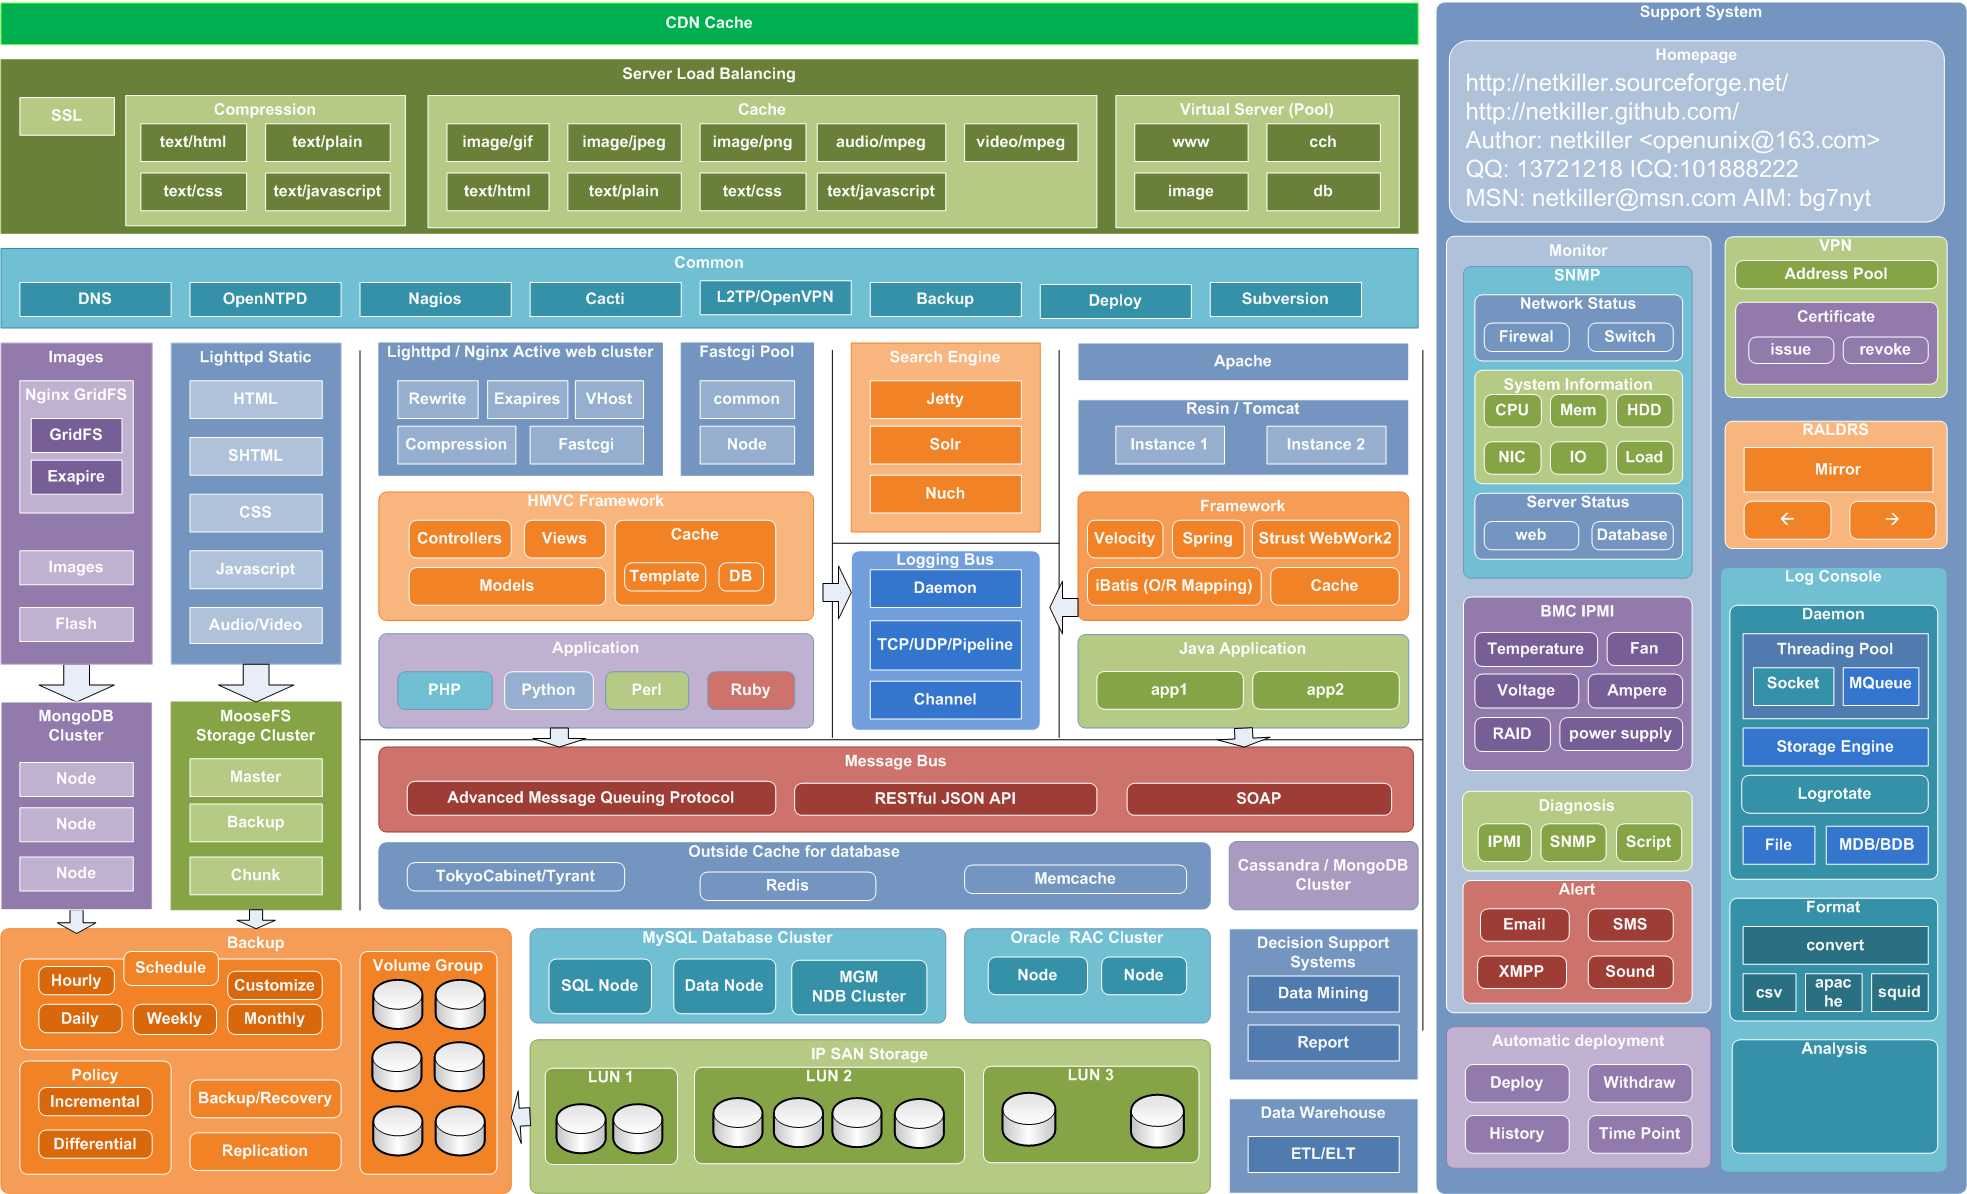 CDN Cache
Server Load Balancing
SSL
Compression
text/html
text/plain
text/css
text/javascript
Cache
image/gif
image/jpeg
image/png
audio/mpeg
video/mpeg
text/html
text/plain
text/css
text/javascript
Virtual Server (Pool)
www
cch
image
db
Common
DNS
OpenNTPD
Nagios
Cacti
L2TP/OpenVPN
Backup
Deploy
Subversion
Images
Nginx GridFS
GridFS
Exapire
Images
Flash
Lighttpd Static
HTML
SHTML
CSS
Javascript
Audio/Video
MongoDB
Cluster
Node
Node
Node
MooseFS
Storage Cluster
Master
Backup
Chunk
Lighttpd / Nginx Active web cluster
Rewrite
Exapires
VHost
Compression
Fastcgi
Fastcgi Pool
common
Node
HMVC Framework
Controllers
Views
Models
Cache
Template
DB
Application
PHP
Python
Perl
Ruby
Search Engine
Jetty
Solr
Nuch
Logging Bus
Daemon
TCP/UDP/Pipeline
Channel
Apache
Resin / Tomcat
Instance 1
Instance 2
Framework
Velocity
Spring
Strust WebWork2
iBatis (O/R Mapping)
Cache
Java Application
app1
app2
Message Bus
Advanced Message Queuing Protocol
RESTful JSON API
SOAP
Outside Cache for database
TokyoCabinet/Tyrant
Redis
Memcache
Cassandra / MongoDB
Cluster
Backup
Schedule
Hourly
Customize
Daily
Weekly
Monthly
Policy
Incremental
Differential
Backup/Recovery
Replication
Volume Group
MySQL Database Cluster
SQL Node
Data Node
MGM
NDB Cluster
Oracle RAC Cluster
Node
Node
IP SAN Storage
LUN 1
LUN 2
LUN 3
Decision Support
Systems
Data Mining
Report
Data Warehouse
ETL/ELT
Support System
Homepage
http://netkiller.sourceforge.net/
http://netkiller.github.com/
Author: netkiller <openunix@163.com>
QQ: 13721218 ICQ:101888222
MSN: netkiller@msn.com AIM: bg7nyt
Monitor
SNMP
Network Status
Firewal
Switch
System Information
CPU
Mem
HDD
NIC
IO
Load
Server Status
web
Database
BMC IPMI
Temperature
Fan
Voltage
Ampere
RAID
power supply
Diagnosis
IPMI
SNMP
Script
Alert
Email
SMS
XMPP
Sound
Automatic deployment
Deploy
Withdraw
History
Time Point
VPN
Address Pool
Certificate
issue
revoke
RALDRS
Mirror
←
→
Log Console
Daemon
Threading Pool
Socket
MQueue
Storage Engine
Logrotate
File
MDB/BDB
Format
convert
csv
apac
he
squid
Analysis